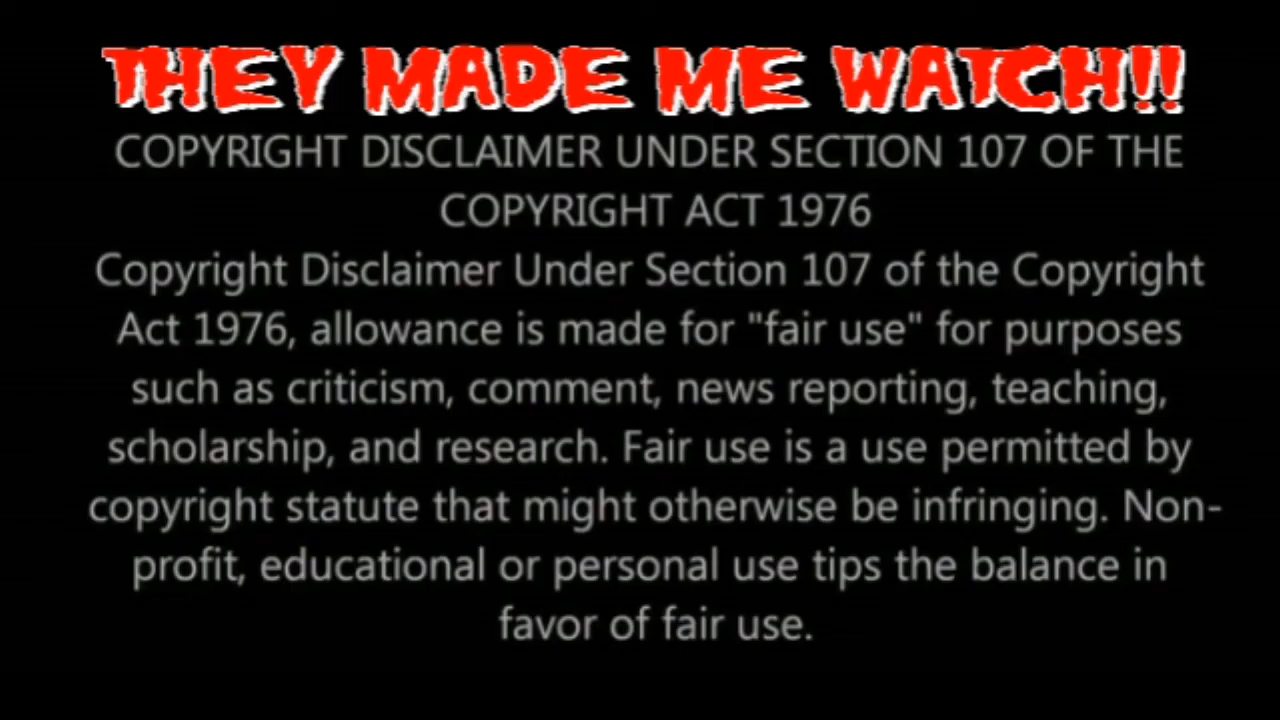 THEY MADE ME WATCH!!
COPYRIGHT DISCLAIMER UNDER SECTION 107 OF THE
COPYRIGHT ACT 1976
Copyright Disclaimer Under Section 107 of the Copyright
Act 1976, allowance is made for "fair use" for purposes
such as criticism, comment, news reporting, teaching,
scholarship, and research. Fair use is a use permitted by
copyright statute that might otherwise be infringing. Non-
profit, educational or personal use tips the balance in
favor of fair use.